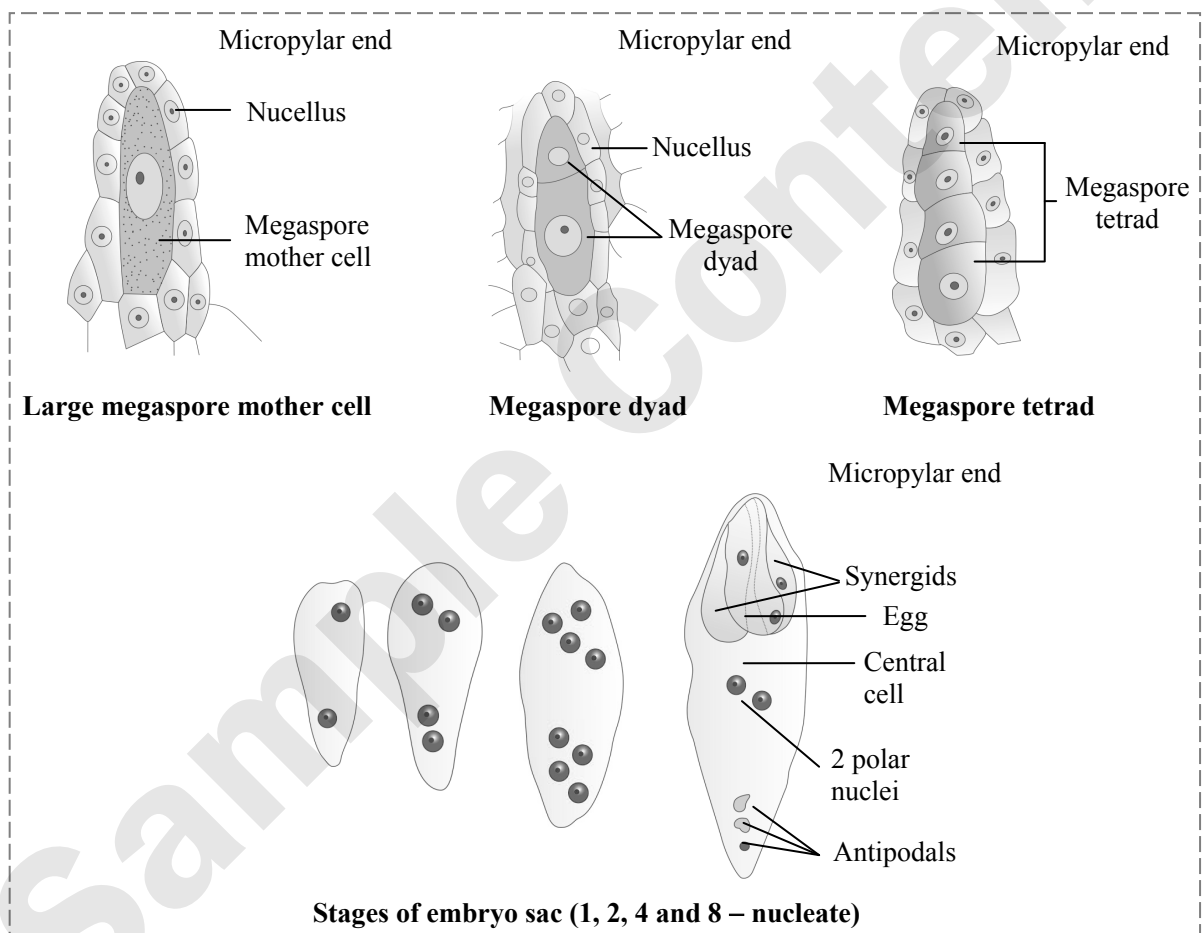 Micropylar end
Nucellus
Megaspore
mother cell
Large megaspore mother cell
Micropylar end
Nucellus
Megaspore
dyad
Megaspore dyad
Micropylar end
Megaspore
tetrad
Megaspore tetrad
Micropylar end
Synergids
Egg
Central
cell
2 polar
nuclei
Antipodals
Stages of embryo sac (1, 2, 4 and 8 – nucleate)
Sample Conten